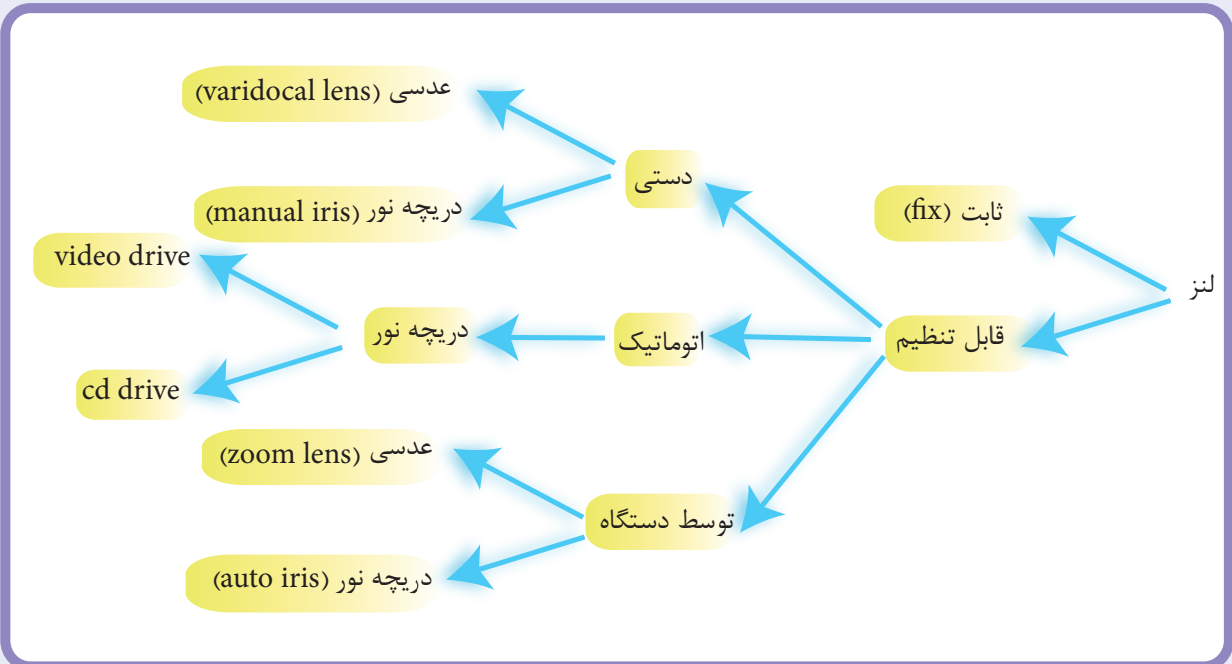 لنز
ثابت (fix)
قابل تنظیم
دستی
عدسی (varidocal lens)
دریچه نور (manual iris)
اتوماتیک
دریچه نور
video drive
cd drive
توسط دستگاه
عدسی (zoom lens)
دریچه نور (auto iris)